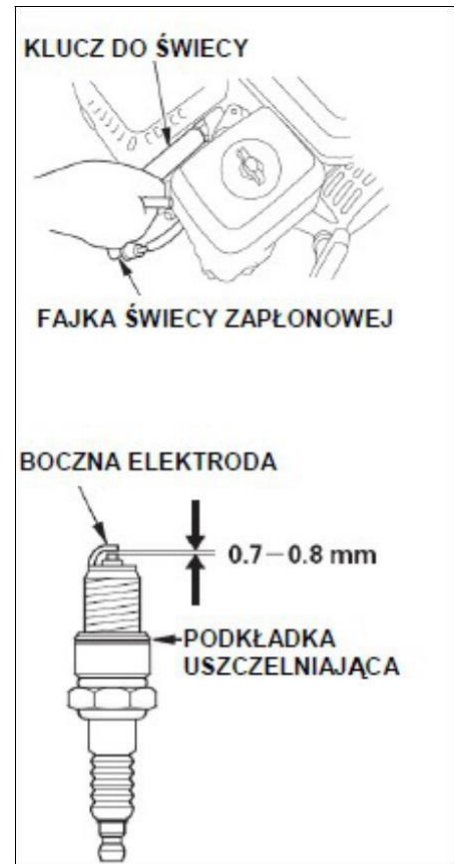 KLUCZ DO ŚWIECY
FAJKA ŚWIECY ZAPŁONOWEJ
BOCZNA ELEKTRODA
0.7－0.8 mm
PODKŁADKA
USZCZELNIAJĄCA